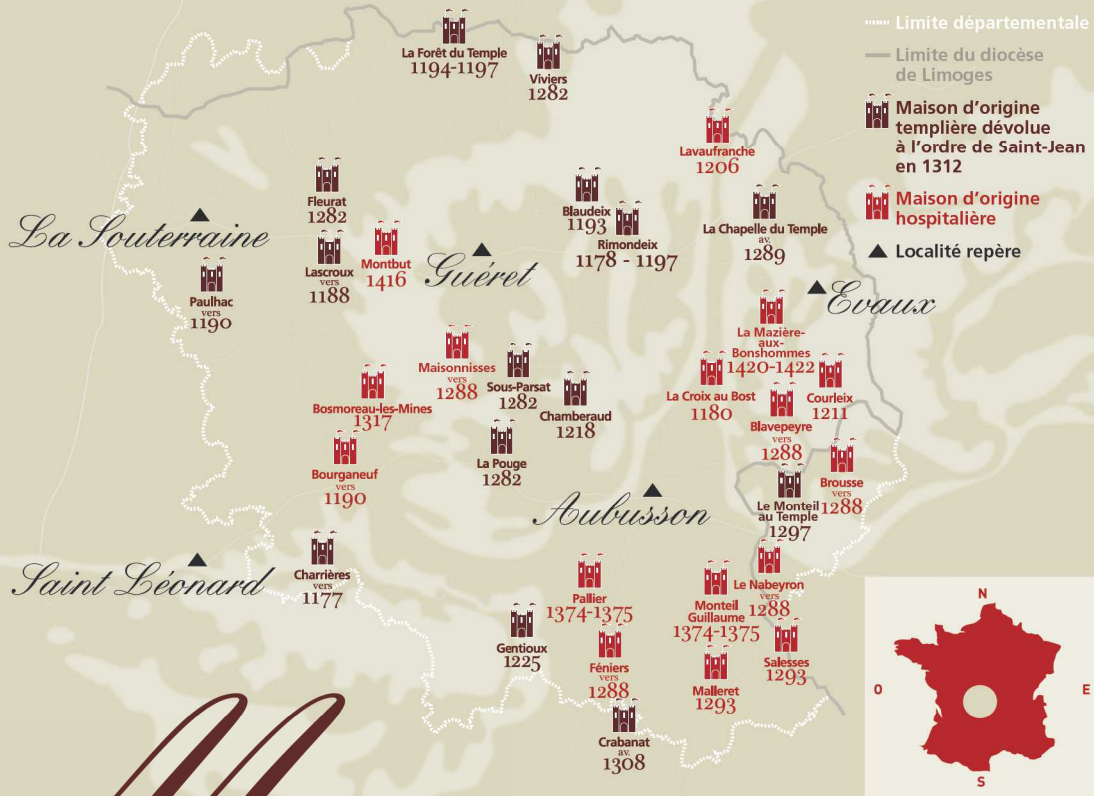 La Forêt du Temple
1194-1197
Viviers
1282
Lavaufranche
1206
Fleurat
1282
Blaudeix
1193
Rimondeix
1178 - 1197
La Chapelle du Temple
av.
1289
La Souterraine
Paulhac
vers
1190
Lascroux
vers
1188
Montbut
1416
Guéret
Evaux
La Mazière-
aux-
Bonshommes
1420-1422
Maisonnisses
vers
1288
Sous-Parsat
1282
Chamberaud
1218
Bosmoreau-les-Mines
1317
La Croix au Bost
1180
Courleix
1211
Blavepeyre
vers
1288
La Pouge
1282
Bourganeuf
vers
1190
Brousse
vers
1288
Le Monteil
au Temple
1297
Aubusson
Saint Léonard
Charrières
vers
1177
Pallier
1374-1375
Monteil
Guillaume
1374-1375
Le Nabeyron
vers
1288
Gentioux
1225
Féniers
vers
1288
Malleret
1293
Salesses
1293
Crabanat
av.
1308
Limite départementale
Limite du diocèse
de Limoges
Maison d'origine
templière dévolue
à l'ordre de Saint-Jean
en 1312
Maison d'origine
hospitalière
Localité repère
N
O
E
S